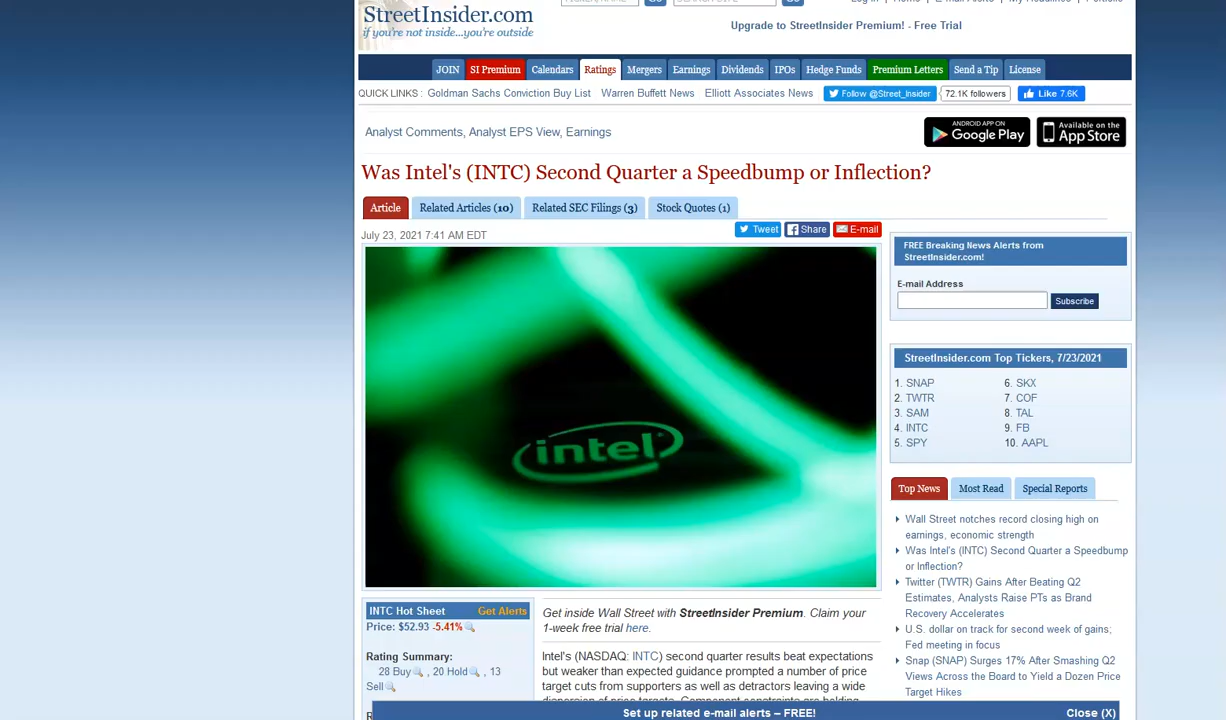 StreetInsider.com
if you're not inside...you're outside
Log in | Home | E-mail Alerts | My Headlines | Portfolio
Upgrade to StreetInsider Premium! - Free Trial
JOIN SI Premium Calendars Ratings Mergers Earnings Dividends IPOs Hedge Funds Premium Letters Send a Tip License
QUICK LINKS : Goldman Sachs Conviction Buy List Warren Buffett News Elliott Associates News Follow @Street_Insider 72.1K followers Like 7.6K
Analyst Comments, Analyst EPS View, Earnings
ANDROID APP ON Google Play
Available on the App Store
Was Intel's (INTC) Second Quarter a Speedbump or Inflection?
Article Related Articles (10) Related SEC Filings (3) Stock Quotes (1)
July 23, 2021 7:41 AM EDT
Tweet Share E-mail
intel
INTC Hot Sheet Get Alerts
Price: $52.93 -5.41%
Rating Summary:
28 Buy , 20 Hold , 13
Sell
Get inside Wall Street with StreetInsider Premium. Claim your
1-week free trial here.
Intel's (NASDAQ: INTC) second quarter results beat expectations
but weaker than expected guidance prompted a number of price
target cuts from supporters as well as detractors leaving a wide
dispersion of price targets. Component constraints are holding
FREE Breaking News Alerts from
StreetInsider.com!
E-mail Address
Subscribe
StreetInsider.com Top Tickers, 7/23/2021
1. SNAP 6. SKX
2. TWTR 7. COF
3. SAM 8. TAL
4. INTC 9. FB
5. SPY 10. AAPL
Top News Most Read Special Reports
Wall Street notches record closing high on
earnings, economic strength
Was Intel's (INTC) Second Quarter a Speedbump
or Inflection?
Twitter (TWTR) Gains After Beating Q2
Estimates, Analysts Raise PTs as Brand
Recovery Accelerates
U.S. dollar on track for second week of gains;
Fed meeting in focus
Snap (SNAP) Surges 17% After Smashing Q2
Views Across the Board to Yield a Dozen Price
Target Hikes
Set up related e-mail alerts – FREE! Close (X)